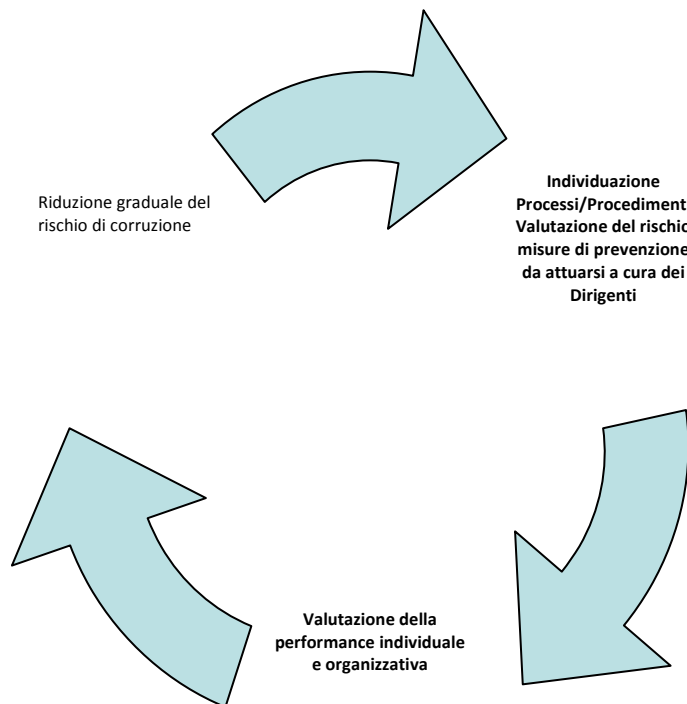 Riduzione graduale del
rischio di corruzione
Individuazione
Processi/Procediment
Valutazione del rischio
misure di prevenzione
da attuarsi a cura dei
Dirigenti
Valutazione della
performance individuale
e organizzativa